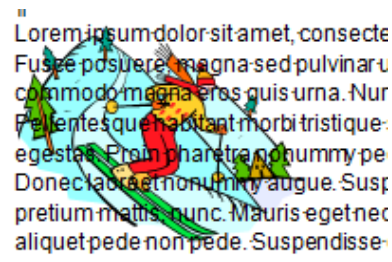 Lorem ipsum dolor sit amet, consecte
Fusce posuere, magna sed pulvinar u
commodo magna eros quis urna. Nun
Pellentesque habitant morbi tristique
egestas. Proin pharetra nonummy pe
Donec laoreet nonummy augue. Susp
pretium mattis, nunc. Mauris eget neq
aliquet pede non pede. Suspendisse